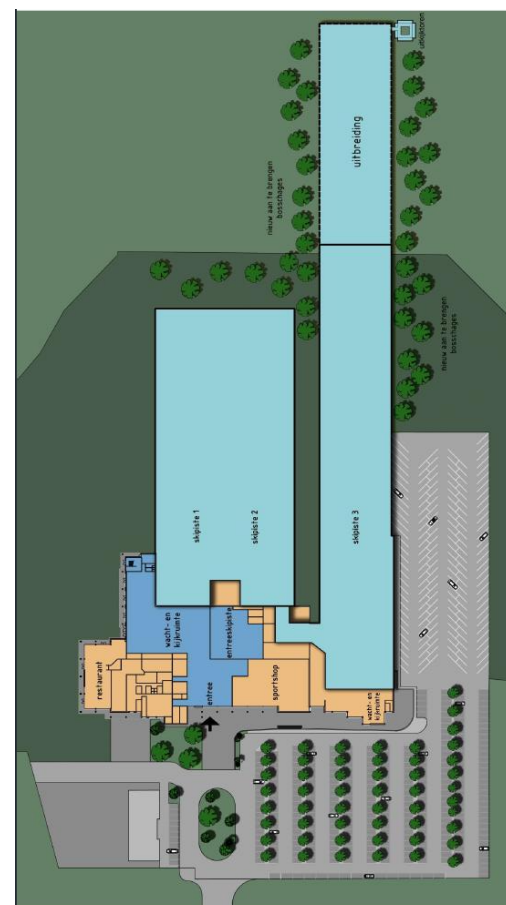 uitkijktoren
uitbreiding
nieuw aan te brengen
bosschages
nieuw aan te brengen
bosschages
skipiste 1
skipiste 2
skipiste 3
wacht- en
kijkruimte
entreeskipiste
restaurant
entree
sportshop
wacht- en
kijkruimte